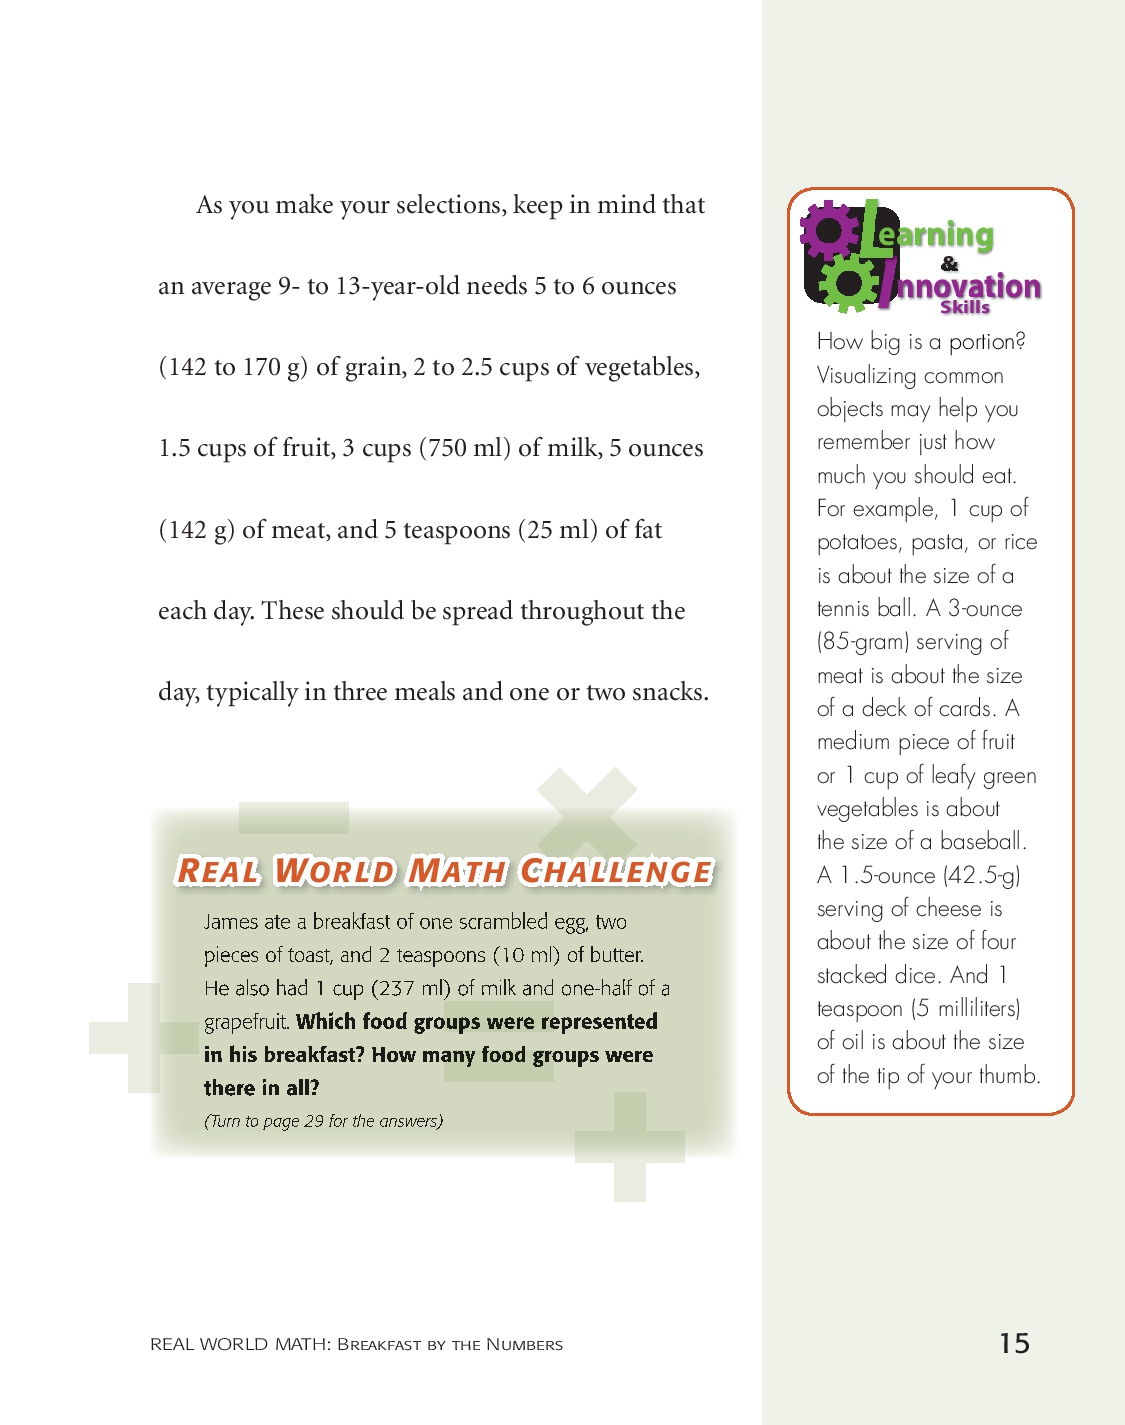 As you make your selections, keep in mind that
an average 9- to 13-year-old needs 5 to 6 ounces
(142 to 170 g) of grain, 2 to 2.5 cups of vegetables,
1.5 cups of fruit, 3 cups (750 ml) of milk, 5 ounces
(142 g) of meat, and 5 teaspoons (25 ml) of fat
each day. These should be spread throughout the
day, typically in three meals and one or two snacks.
REAL WORLD MATH CHALLENGE
James ate a breakfast of one scrambled egg, two
pieces of toast, and 2 teaspoons (10 ml) of butter.
He also had 1 cup (237 ml) of milk and one-half of a
grapefruit. Which food groups were represented
in his breakfast? How many food groups were
there in all?
(Turn to page 29 for the answers)
Learning
&
Innovation
Skills
How big is a portion?
Visualizing common
objects may help you
remember just how
much you should eat.
For example, 1 cup of
potatoes, pasta, or rice
is about the size of a
tennis ball. A 3-ounce
(85-gram) serving of
meat is about the size
of a deck of cards. A
medium piece of fruit
or 1 cup of leafy green
vegetables is about
the size of a baseball.
A 1.5-ounce (42.5-g)
serving of cheese is
about the size of four
stacked dice. And 1
teaspoon (5 milliliters)
of oil is about the size
of the tip of your thumb.
REAL WORLD MATH: BREAKFAST BY THE NUMBERS
15